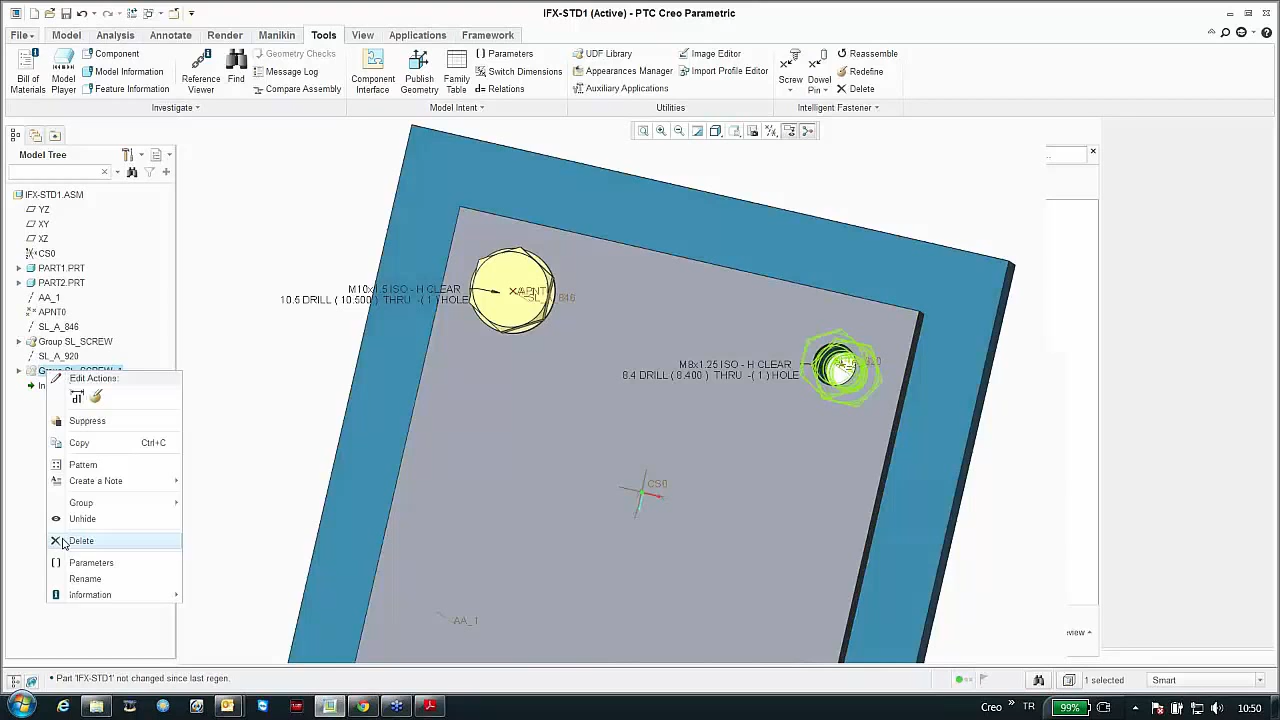 IFX-STD1 (Active) - PTC Creo Parametric
File
Model
Analysis
Annotate
Render
Manikin
Tools
View
Applications
Framework
Bill of
Materials
Model
Player
Component
Model Information
Feature Information
Reference
Viewer
Find
Geometry Checks
Message Log
Compare Assembly
Component
Interface
Publish
Geometry
Family
Table
Parameters
Switch Dimensions
Relations
UDF Library
Appearances Manager
Auxiliary Applications
Image Editor
Import Profile Editor
Screw
Dowel
Pin
Reassemble
Redefine
Delete
Investigate
Model Intent
Utilities
Intelligent Fastener
Model Tree
IFX-STD1.ASM
YZ
XY
XZ
CS0
PART1.PRT
PART2.PRT
AA_1
APNT0
SL_A_846
Group SL_SCREW
SL_A_920
Edit Actions:
Suppress
Copy Ctrl+C
Pattern
Create a Note
Group
Unhide
Delete
Parameters
Rename
Information
M10x1.5 ISO - H CLEAR
10.5 DRILL ( 10.500 ) THRU -( 1 ) HOLE
M8x1.25 ISO - H CLEAR
8.4 DRILL ( 8.400 ) THRU -( 1 ) HOLE
CS0
AA_1
...
• Part 'IFX-STD1' not changed since last regen.
1 selected
Smart
Creo
»
TR
99%
10:50